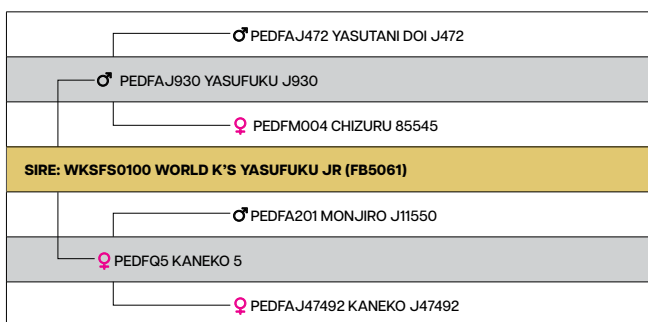 PEDFAJ472 YASUTANI DOI J472
PEDFAJ930 YASUFUKU J930
PEDFM004 CHIZURU 85545
SIRE: WKSFS0100 WORLD K'S YASUFUKU JR (FB5061)
PEDFA201 MONJIRO J11550
PEDFQ5 KANEKO 5
PEDFAJ47492 KANEKO J47492